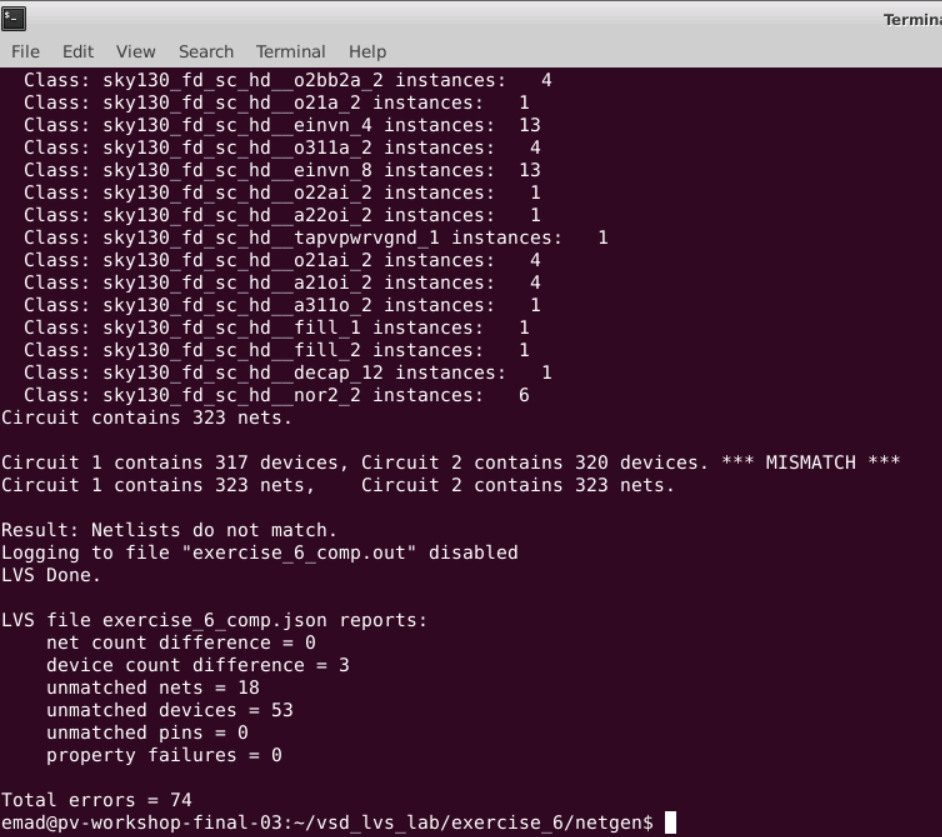 Termina
File Edit View Search Terminal Help
Class: sky130_fd_sc_hd__o2bb2a_2 instances:   4
Class: sky130_fd_sc_hd__o21a_2 instances:   1
Class: sky130_fd_sc_hd__einvn_4 instances:  13
Class: sky130_fd_sc_hd__o311a_2 instances:   4
Class: sky130_fd_sc_hd__einvn_8 instances:  13
Class: sky130_fd_sc_hd__o22ai_2 instances:   1
Class: sky130_fd_sc_hd__a22oi_2 instances:   1
Class: sky130_fd_sc_hd__tapvpwrvgnd_1 instances:   1
Class: sky130_fd_sc_hd__o21ai_2 instances:   4
Class: sky130_fd_sc_hd__a21oi_2 instances:   4
Class: sky130_fd_sc_hd__a311o_2 instances:   1
Class: sky130_fd_sc_hd__fill_1 instances:   1
Class: sky130_fd_sc_hd__fill_2 instances:   1
Class: sky130_fd_sc_hd__decap_12 instances:   1
Class: sky130_fd_sc_hd__nor2_2 instances:   6
Circuit contains 323 nets.
Circuit 1 contains 317 devices, Circuit 2 contains 320 devices. *** MISMATCH ***
Circuit 1 contains 323 nets,    Circuit 2 contains 323 nets.
Result: Netlists do not match.
Logging to file "exercise_6_comp.out" disabled
LVS Done.
LVS file exercise_6_comp.json reports:
net count difference = 0
device count difference = 3
unmatched nets = 18
unmatched devices = 53
unmatched pins = 0
property failures = 0
Total errors = 74
emad@pv-workshop-final-03:~/vsd_lvs_lab/exercise_6/netgen$